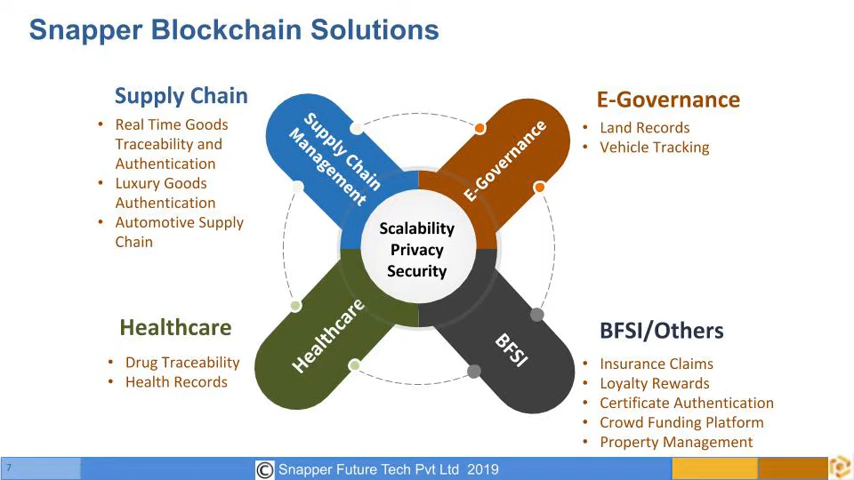 Snapper Blockchain Solutions
Supply Chain
• Real Time Goods
Traceability and
Authentication
• Luxury Goods
Authentication
• Automotive Supply
Chain
Supply Chain
Management
E-Governance
E-Governance
• Land Records
• Vehicle Tracking
Scalability
Privacy
Security
Healthcare
• Drug Traceability
• Health Records
Healthcare
BFSI
BFSI/Others
• Insurance Claims
• Loyalty Rewards
• Certificate Authentication
• Crowd Funding Platform
• Property Management
7
© Snapper Future Tech Pvt Ltd 2019